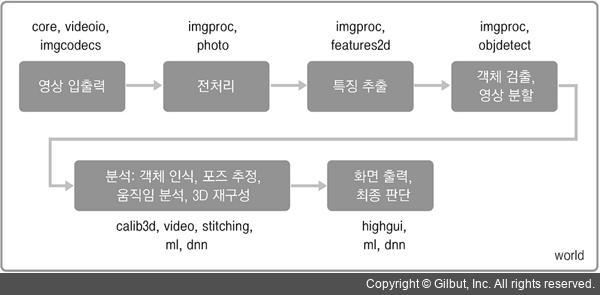 core, videoio,
imgcodecs
imgproc,
photo
imgproc,
features2d
imgproc,
objdetect
영상 입출력
전처리
특징 추출
객체 검출,
영상 분할
분석: 객체 인식, 포즈 추정,
움직임 분석, 3D 재구성
화면 출력,
최종 판단
calib3d, video, stitching,
ml, dnn
highgui,
ml, dnn
world
Copyright © Gilbut, Inc. All rights reserved.